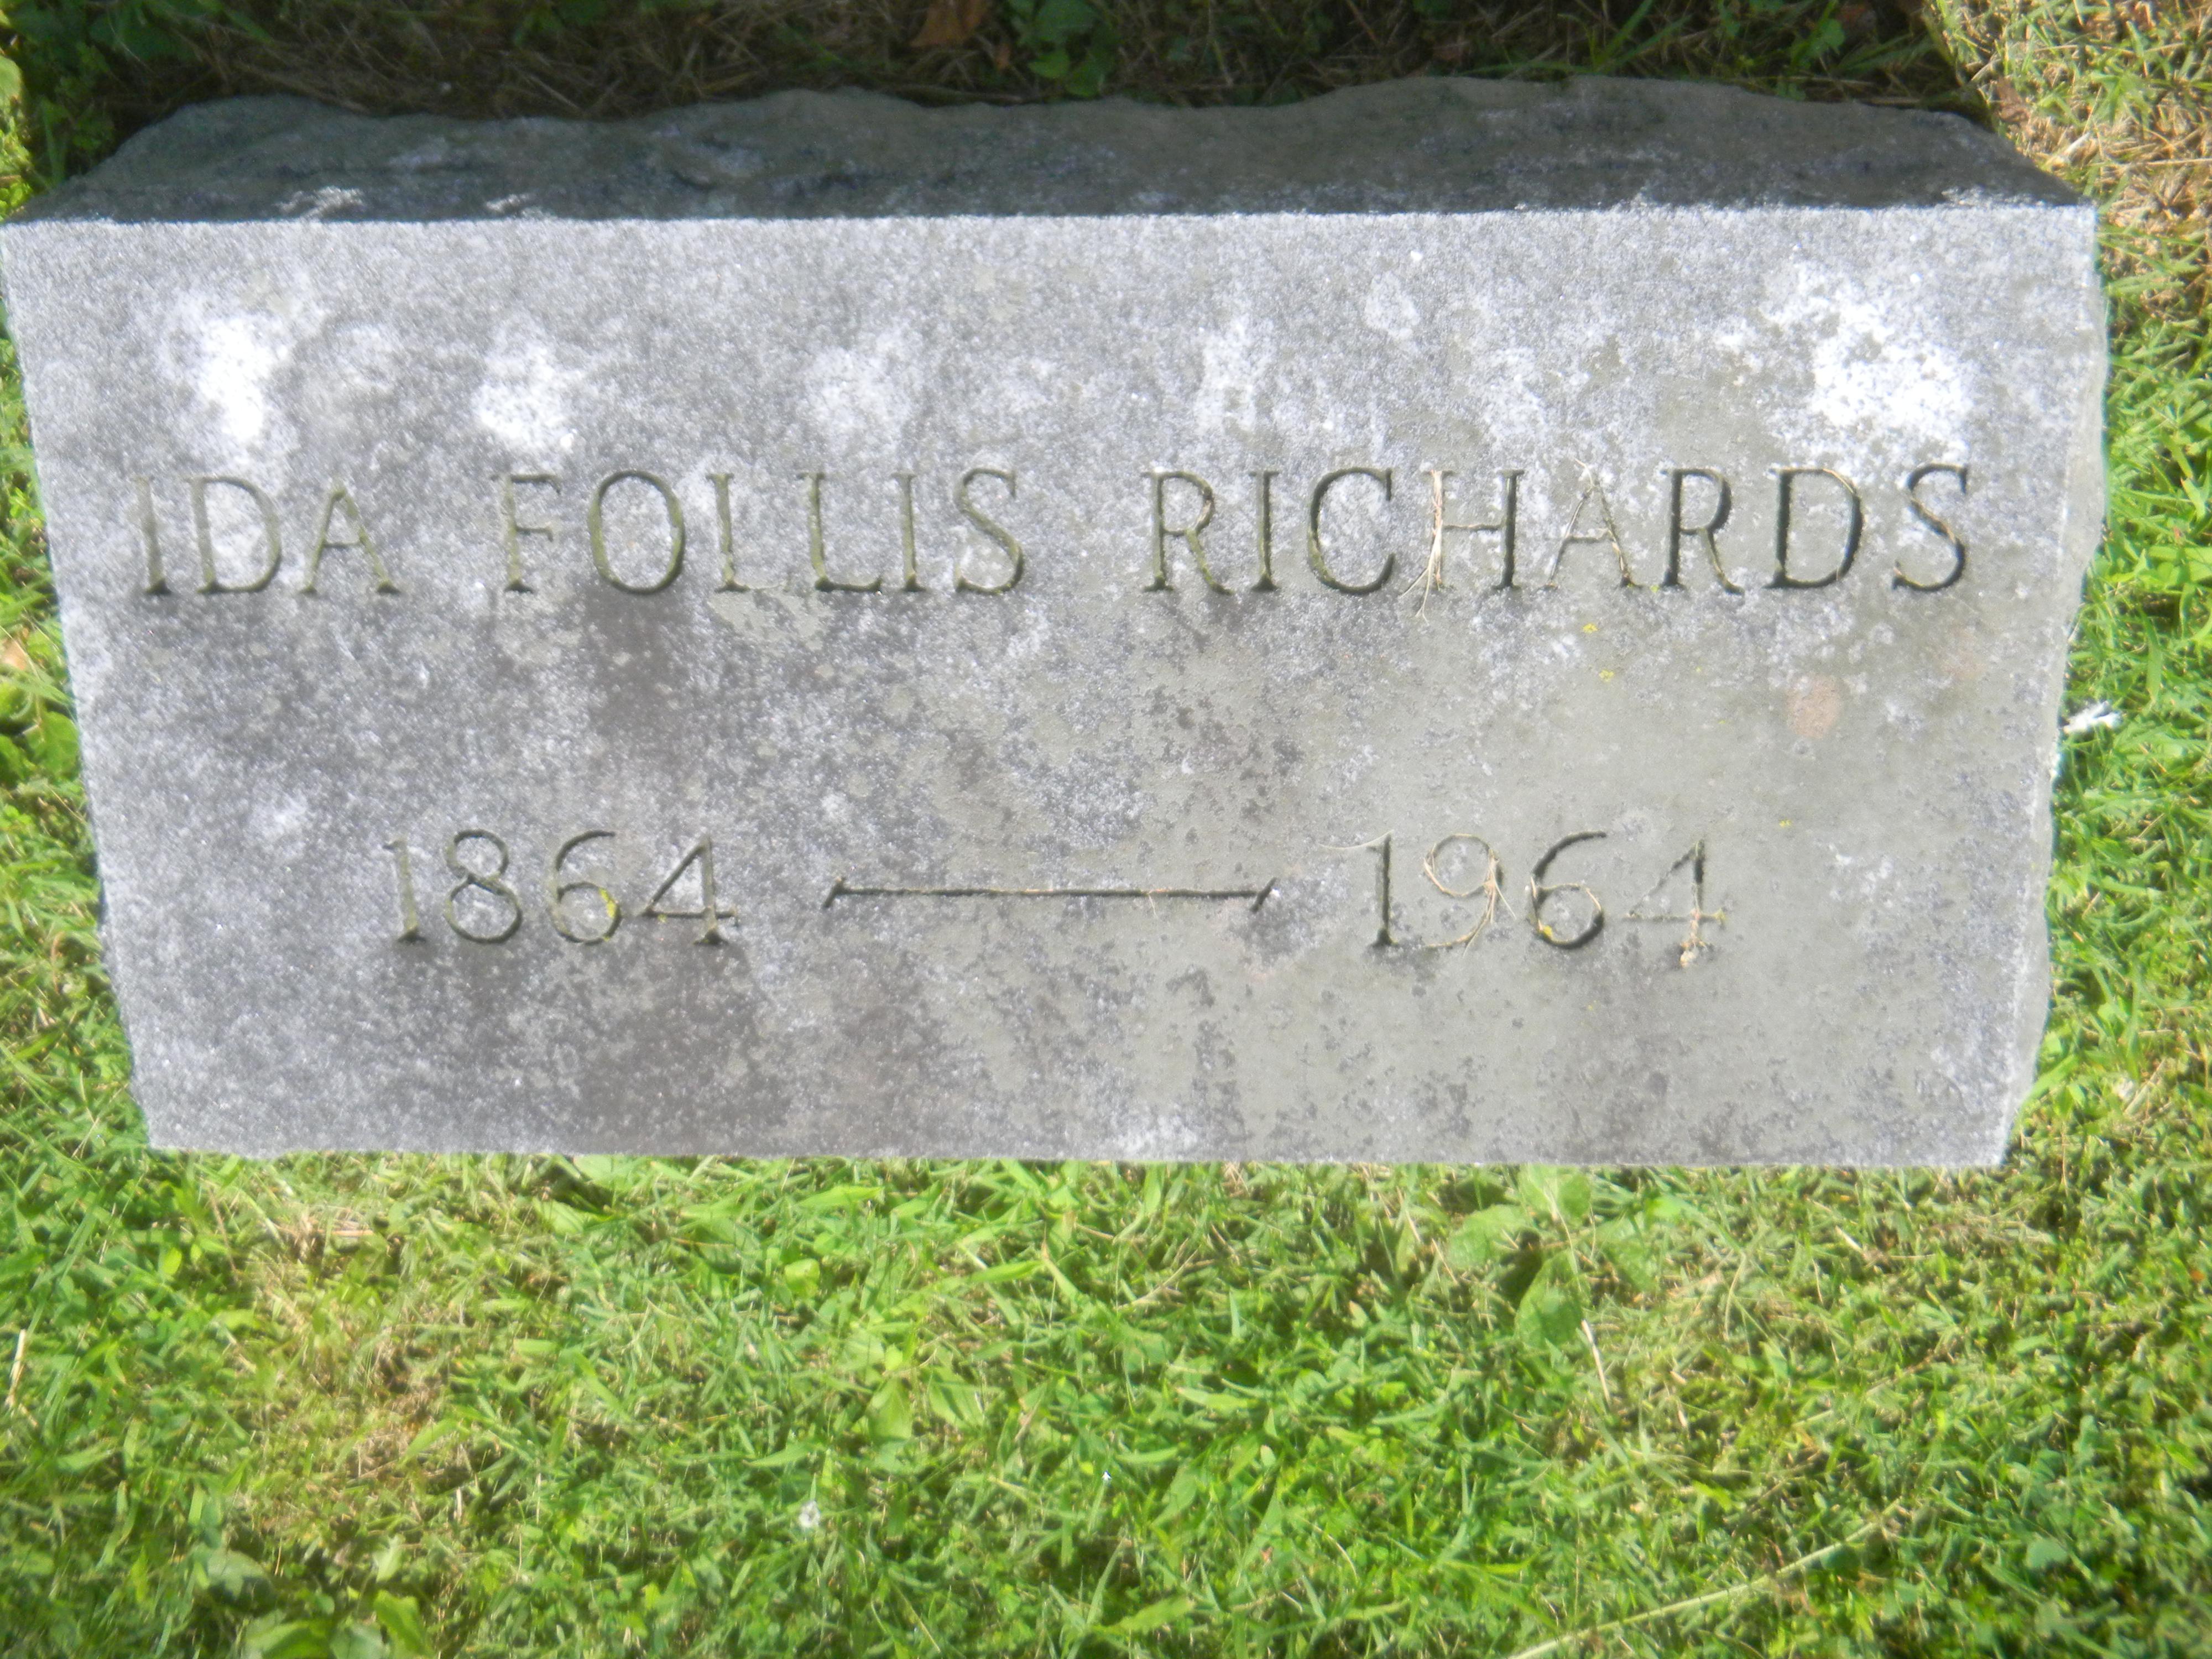 IDA FOLLIS RICHARDS
1864 — 1964